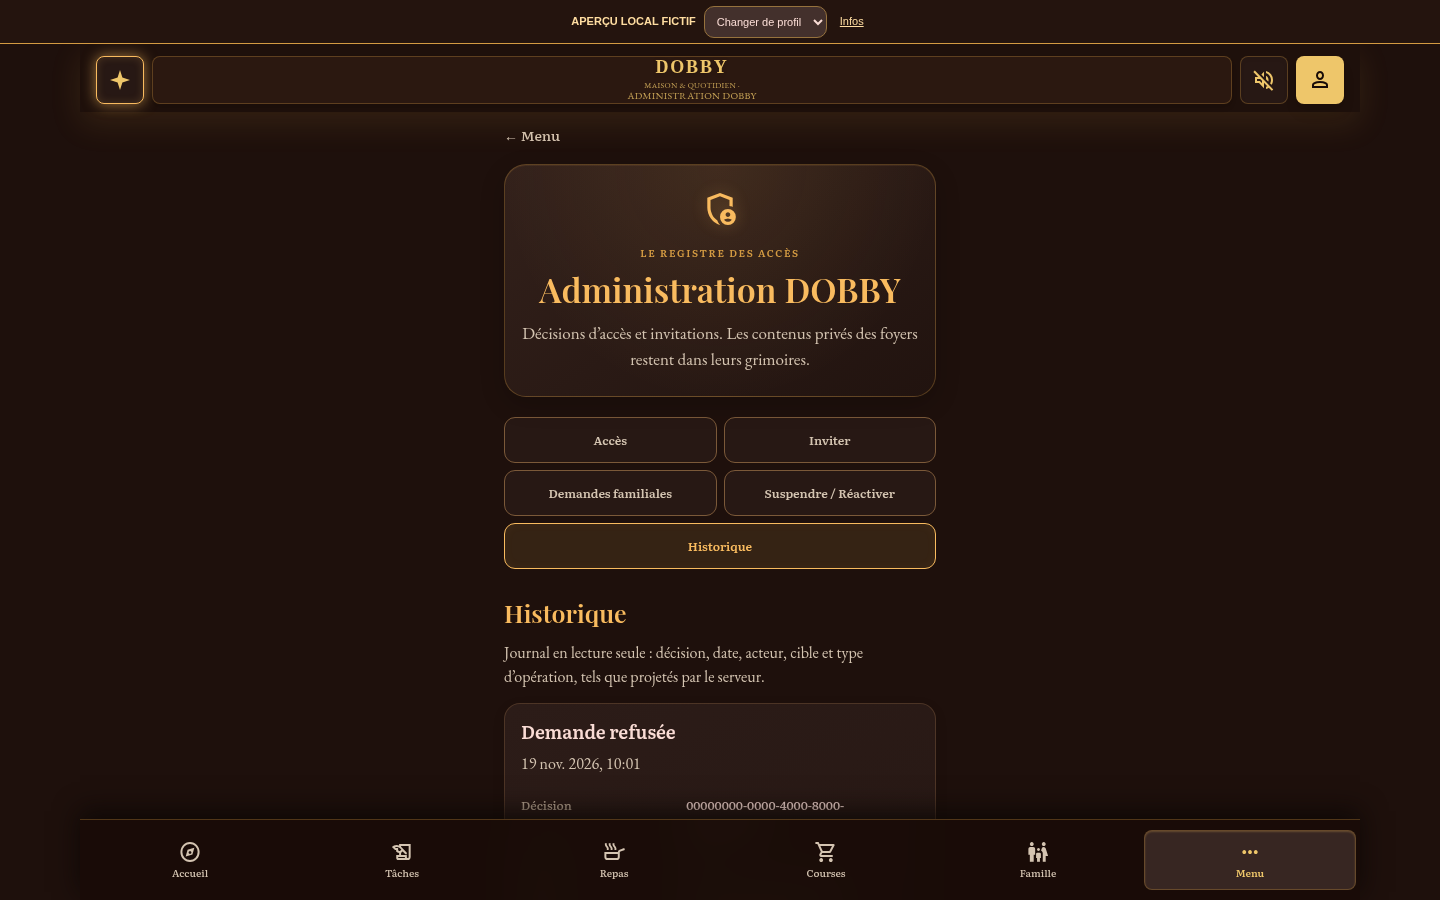 APERÇU LOCAL FICTIF Changer de profil Infos
DOBBY
MAISON & QUOTIDIEN ·
ADMINISTRATION DOBBY
← Menu
LE REGISTRE DES ACCÈS
Administration DOBBY
Décisions d’accès et invitations. Les contenus privés des foyers
restent dans leurs grimoires.
Accès Inviter
Demandes familiales Suspendre / Réactiver
Historique
Historique
Journal en lecture seule : décision, date, acteur, cible et type
d’opération, tels que projetés par le serveur.
Demande refusée
19 nov. 2026, 10:01
Décision 00000000-0000-4000-8000-
Accueil Tâches Repas Courses Famille Menu